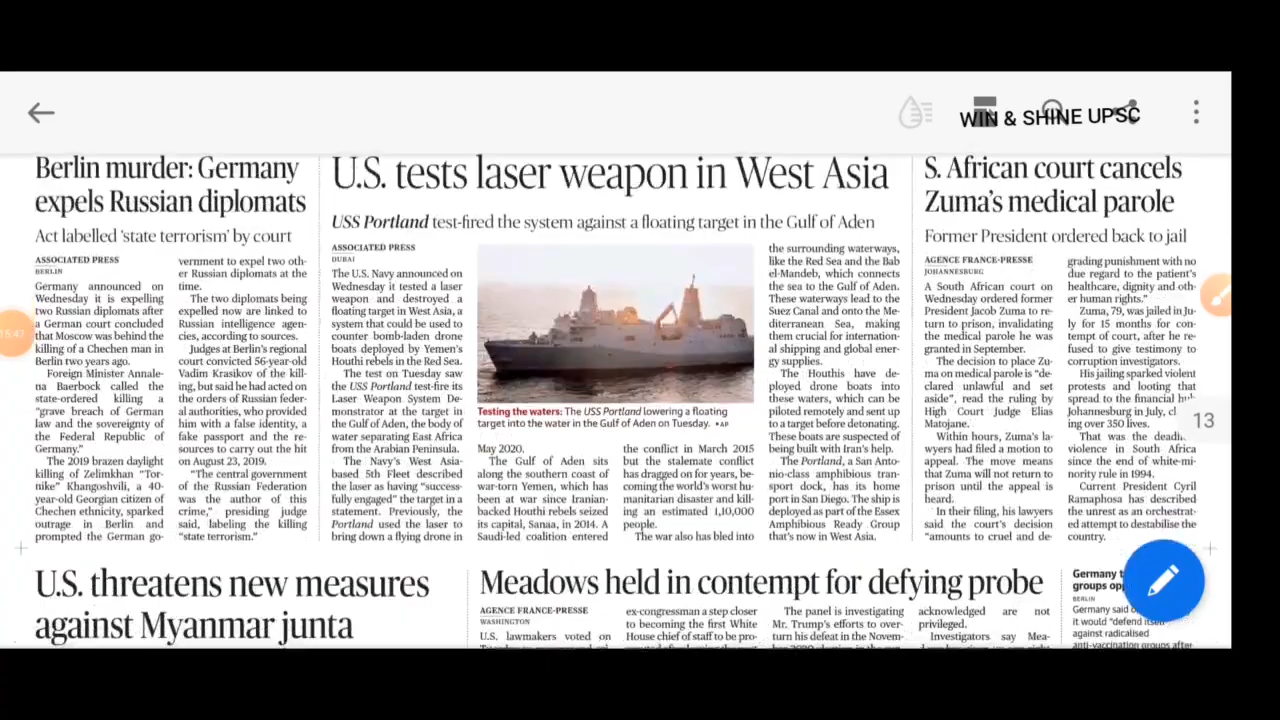 WIN & SHINE UPSC
Berlin murder: Germany
expels Russian diplomats
Act labelled ‘state terrorism’ by court
ASSOCIATED PRESS
BERLIN
Germany announced on
Wednesday it is expelling
two Russian diplomats after
a German court concluded
that Moscow was behind the
killing of a Chechen man in
Berlin two years ago.
Foreign Minister Annale-
na Baerbock called the
state-ordered killing a
“grave breach of German
law and the sovereignty of
the Federal Republic of
Germany.”
The 2019 brazen daylight
killing of Zelimkhan “Tor-
nike” Khangoshvili, a 40-
year-old Georgian citizen of
Chechen ethnicity, sparked
outrage in Berlin and
prompted the German go-
vernment to expel two oth-
er Russian diplomats at the
time.
The two diplomats being
expelled now are linked to
Russian intelligence agen-
cies, according to sources.
Judges at Berlin’s regional
court convicted 56-year-old
Vadim Krasikov of the kill-
ing, but said he had acted on
the orders of Russian feder-
al authorities, who provided
him with a false identity, a
fake passport and the re-
sources to carry out the hit
on August 23, 2019.
“The central government
of the Russian Federation
was the author of this
crime,” presiding judge
said, labeling the killing
“state terrorism.”
U.S. tests laser weapon in West Asia
USS Portland test-fired the system against a floating target in the Gulf of Aden
ASSOCIATED PRESS
DUBAI
The U.S. Navy announced on
Wednesday it tested a laser
weapon and destroyed a
floating target in West Asia, a
system that could be used to
counter bomb-laden drone
boats deployed by Yemen’s
Houthi rebels in the Red Sea.
The test on Tuesday saw
the USS Portland test-fire its
Laser Weapon System De-
monstrator at the target in
the Gulf of Aden, the body of
water separating East Africa
from the Arabian Peninsula.
The Navy’s West Asia-
based 5th Fleet described
the laser as having “success-
fully engaged” the target in a
statement. Previously, the
Portland used the laser to
bring down a flying drone in
Testing the waters: The USS Portland lowering a floating
target into the water in the Gulf of Aden on Tuesday. •AP
May 2020.
The Gulf of Aden sits
along the southern coast of
war-torn Yemen, which has
been at war since Iranian-
backed Houthi rebels seized
its capital, Sanaa, in 2014. A
Saudi-led coalition entered
the conflict in March 2015
but the stalemate conflict
has dragged on for years, be-
coming the world’s worst hu-
manitarian disaster and kill-
ing an estimated 1,10,000
people.
The war also has bled into
the surrounding waterways,
like the Red Sea and the Bab
el-Mandeb, which connects
the sea to the Gulf of Aden.
These waterways lead to the
Suez Canal and onto the Me-
diterranean Sea, making
them crucial for internation-
al shipping and global ener-
gy supplies.
The Houthis have de-
ployed drone boats into
these waters, which can be
piloted remotely and sent up
to a target before detonating.
These boats are suspected of
being built with Iran’s help.
The Portland, a San Anto-
nio-class amphibious tran-
sport dock, has its home
port in San Diego. The ship is
deployed as part of the Essex
Amphibious Ready Group
that’s now in West Asia.
S. African court cancels
Zuma’s medical parole
Former President ordered back to jail
AGENCE FRANCE-PRESSE
JOHANNESBURG
A South African court on
Wednesday ordered former
President Jacob Zuma to re-
turn to prison, invalidating
the medical parole he was
granted in September.
The decision to place Zu-
ma on medical parole is “de-
clared unlawful and set
aside”, read the ruling by
High Court Judge Elias
Matojane.
Within hours, Zuma’s la-
wyers had filed a motion to
appeal. The move means
that Zuma will not return to
prison until the appeal is
heard.
In their filing, his lawyers
said the court’s decision
“amounts to cruel and de-
grading punishment with no
due regard to the patient’s
healthcare, dignity and oth-
er human rights.”
Zuma, 79, was jailed in Ju-
ly for 15 months for con-
tempt of court, after he re-
fused to give testimony to
corruption investigators.
His jailing sparked violent
protests and looting that
spread to the financial hub
Johannesburg in July, cl
ing over 350 lives.
That was the deadli
violence in South Africa
since the end of white-mi-
nority rule in 1994.
Current President Cyril
Ramaphosa has described
the unrest as an orchestrat-
ed attempt to destabilise the
country.
15:47
13
U.S. threatens new measures
against Myanmar junta
Meadows held in contempt for defying probe
AGENCE FRANCE-PRESSE
WASHINGTON
U.S. lawmakers voted on
ex-congressman a step closer
to becoming the first White
House chief of staff to be pro-
The panel is investigating
Mr. Trump’s efforts to over-
turn his defeat in the Novem-
acknowledged are not
privileged.
Investigators say Mea-
Germany t
groups op
BERLIN
Germany said o
it would “defend itself
against radicalised
anti-vaccination groups after